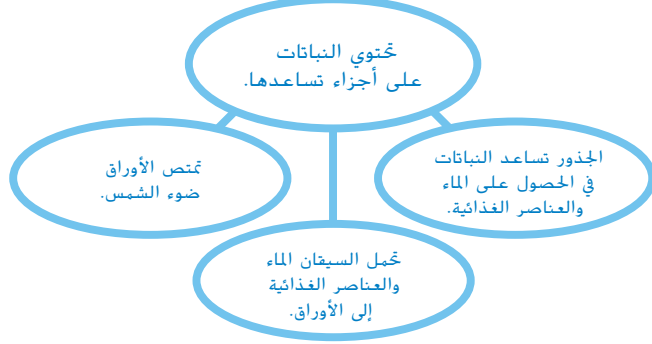 تحتوي النباتات
على أجزاء تساعدها.
الجذور تساعد النباتات
في الحصول على الماء
والعناصر الغذائية.
تمتص الأوراق
ضوء الشمس.
تحمل السيقان الماء
والعناصر الغذائية
إلى الأوراق.